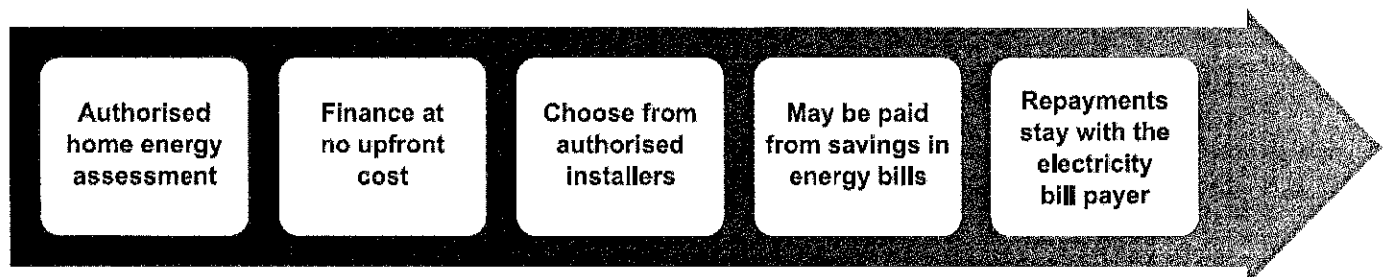 Authorised
home energy
assessment
Finance at
no upfront
cost
Choose from
authorised
installers
May be paid
from savings in
energy bills
Repayments
stay with the
electricity
bill payer